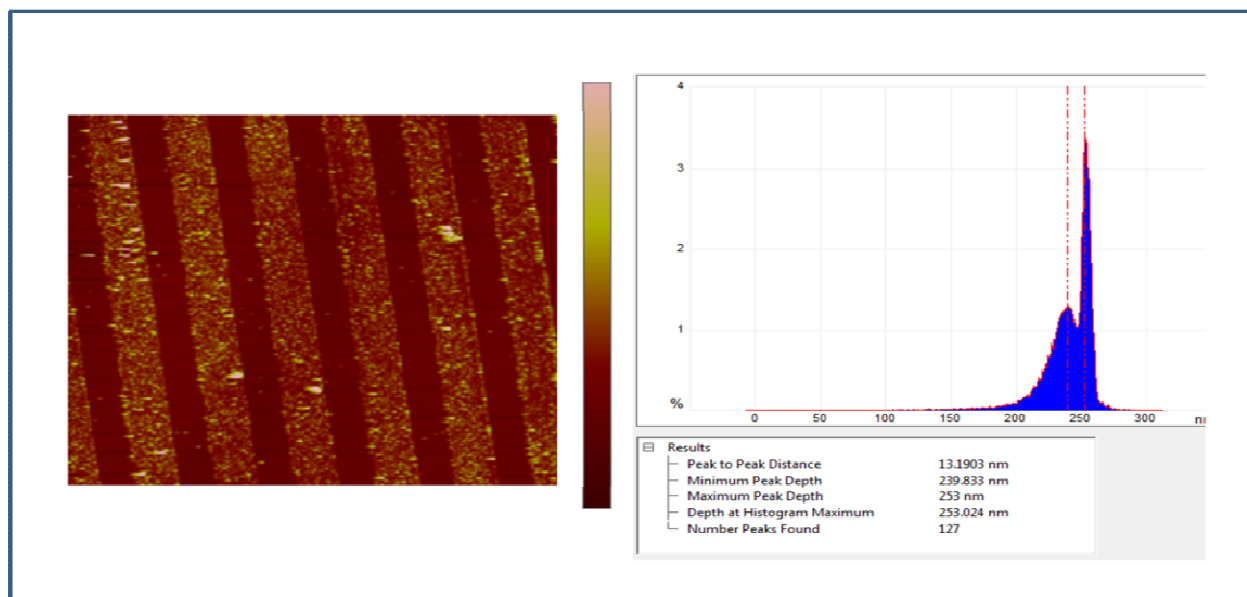 4
3
2
1
%
0 50 100 150 200 250 300
Results
Peak to Peak Distance 13.1903 nm
Minimum Peak Depth 239.833 nm
Maximum Peak Depth 253 nm
Depth at Histogram Maximum 253.024 nm
Number Peaks Found 127